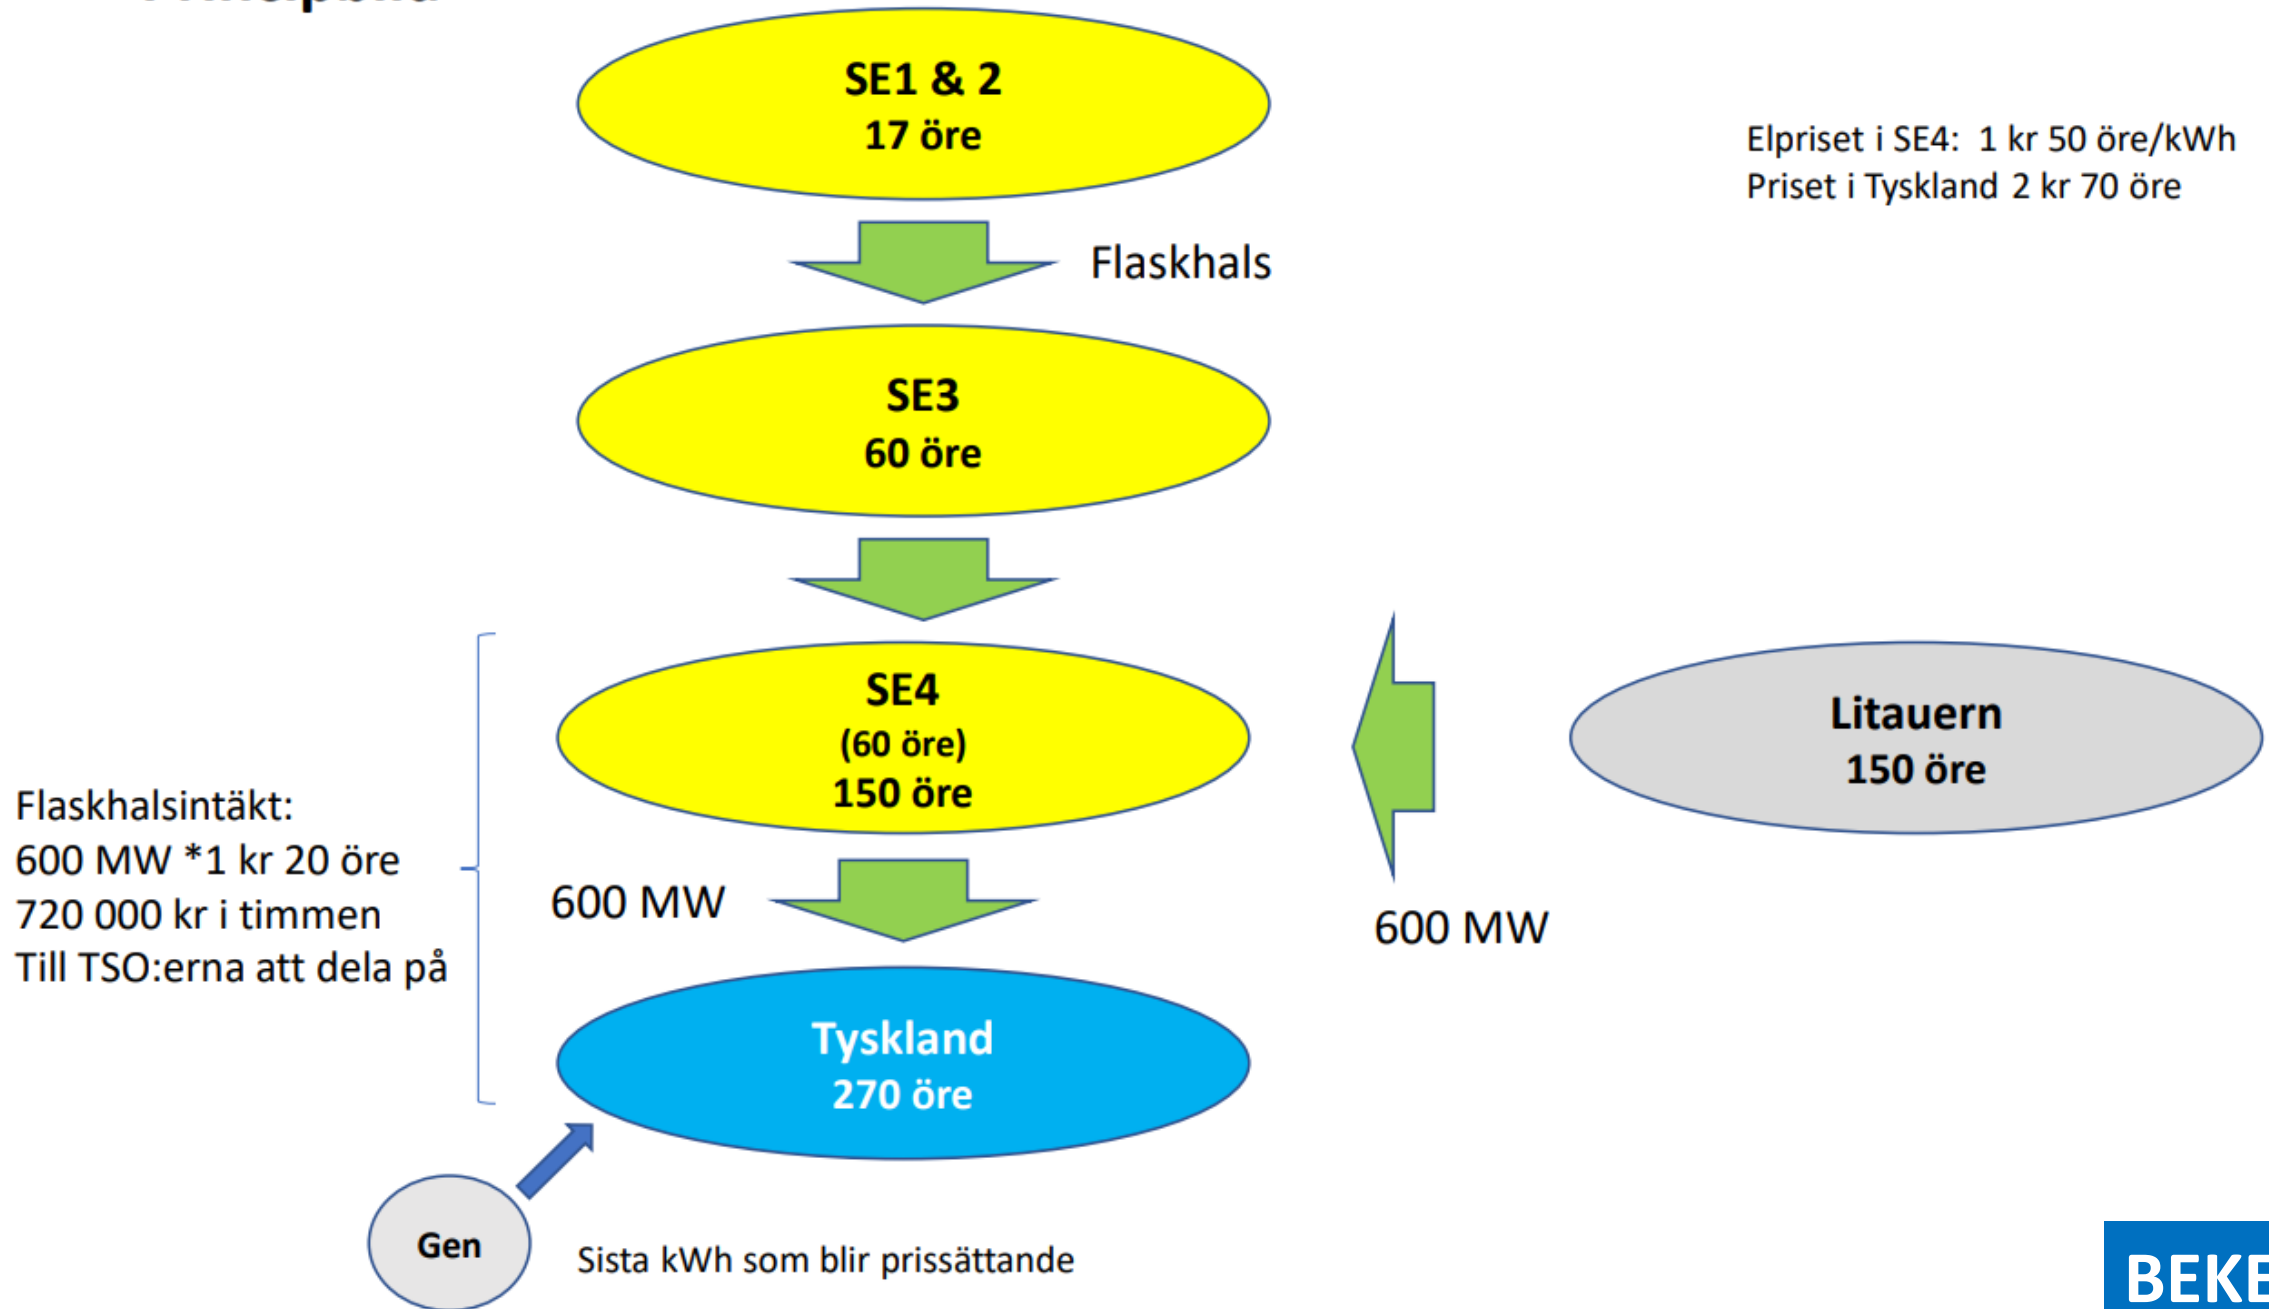 SE1 & 2
17 öre
Elpriset i SE4: 1 kr 50 öre/kWh
Priset i Tyskland 2 kr 70 öre
Flaskhals
SE3
60 öre
SE4
(60 öre)
150 öre
Litauern
150 öre
Flaskhalsintäkt:
600 MW *1 kr 20 öre
720 000 kr i timmen
Till TSO:erna att dela på
600 MW
600 MW
Tyskland
270 öre
Gen
Sista kWh som blir prissättande
BEKE